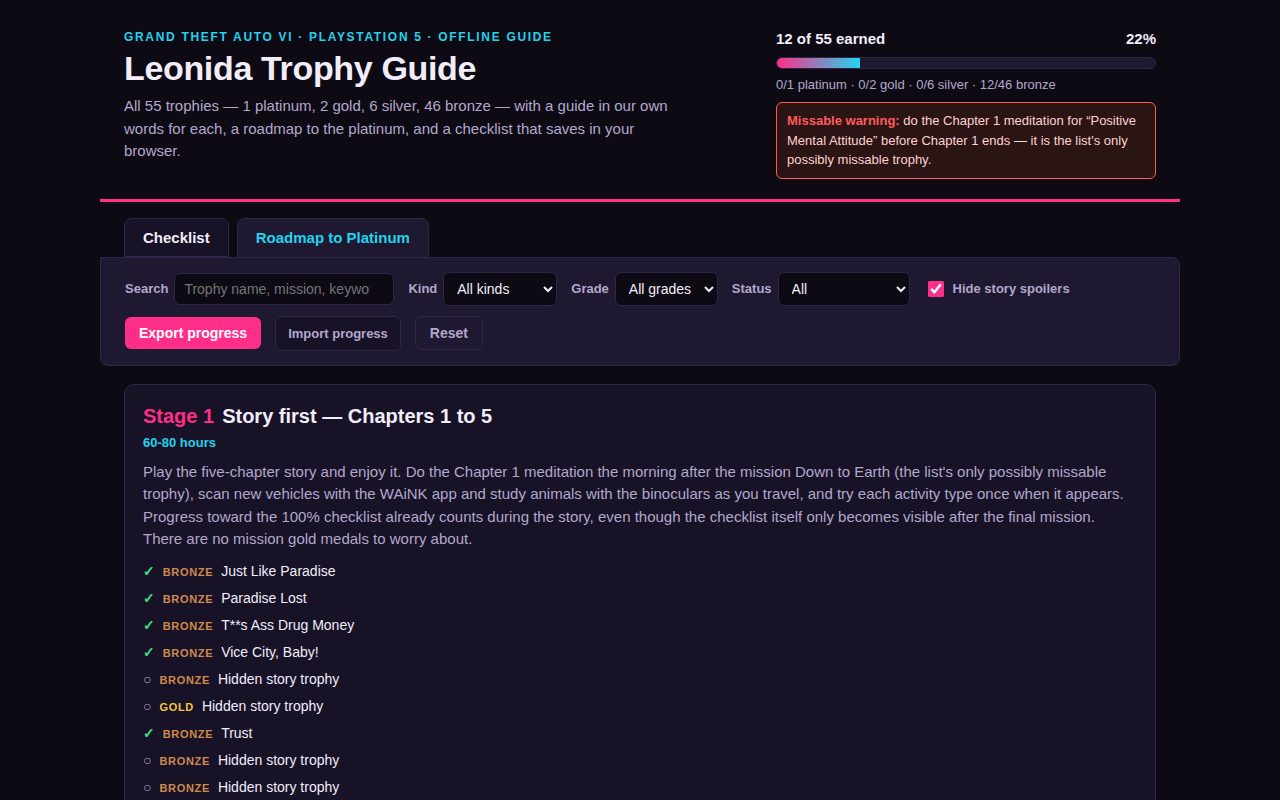 GRAND THEFT AUTO VI · PLAYSTATION 5 · OFFLINE GUIDE
Leonida Trophy Guide
All 55 trophies — 1 platinum, 2 gold, 6 silver, 46 bronze — with a guide in our own
words for each, a roadmap to the platinum, and a checklist that saves in your
browser.
12 of 55 earned 22%
0/1 platinum · 0/2 gold · 0/6 silver · 12/46 bronze
Missable warning: do the Chapter 1 meditation for “Positive
Mental Attitude” before Chapter 1 ends — it is the list’s only
possibly missable trophy.
Checklist Roadmap to Platinum
Search Trophy name, mission, keywo Kind All kinds Grade All grades Status All Hide story spoilers
Export progress Import progress Reset
Stage 1 Story first — Chapters 1 to 5
60-80 hours
Play the five-chapter story and enjoy it. Do the Chapter 1 meditation the morning after the mission Down to Earth (the list's only possibly missable
trophy), scan new vehicles with the WAiNK app and study animals with the binoculars as you travel, and try each activity type once when it appears.
Progress toward the 100% checklist already counts during the story, even though the checklist itself only becomes visible after the final mission.
There are no mission gold medals to worry about.
✓ BRONZE Just Like Paradise
✓ BRONZE Paradise Lost
✓ BRONZE T**s Ass Drug Money
✓ BRONZE Vice City, Baby!
○ BRONZE Hidden story trophy
○ GOLD Hidden story trophy
✓ BRONZE Trust
○ BRONZE Hidden story trophy
○ BRONZE Hidden story trophy